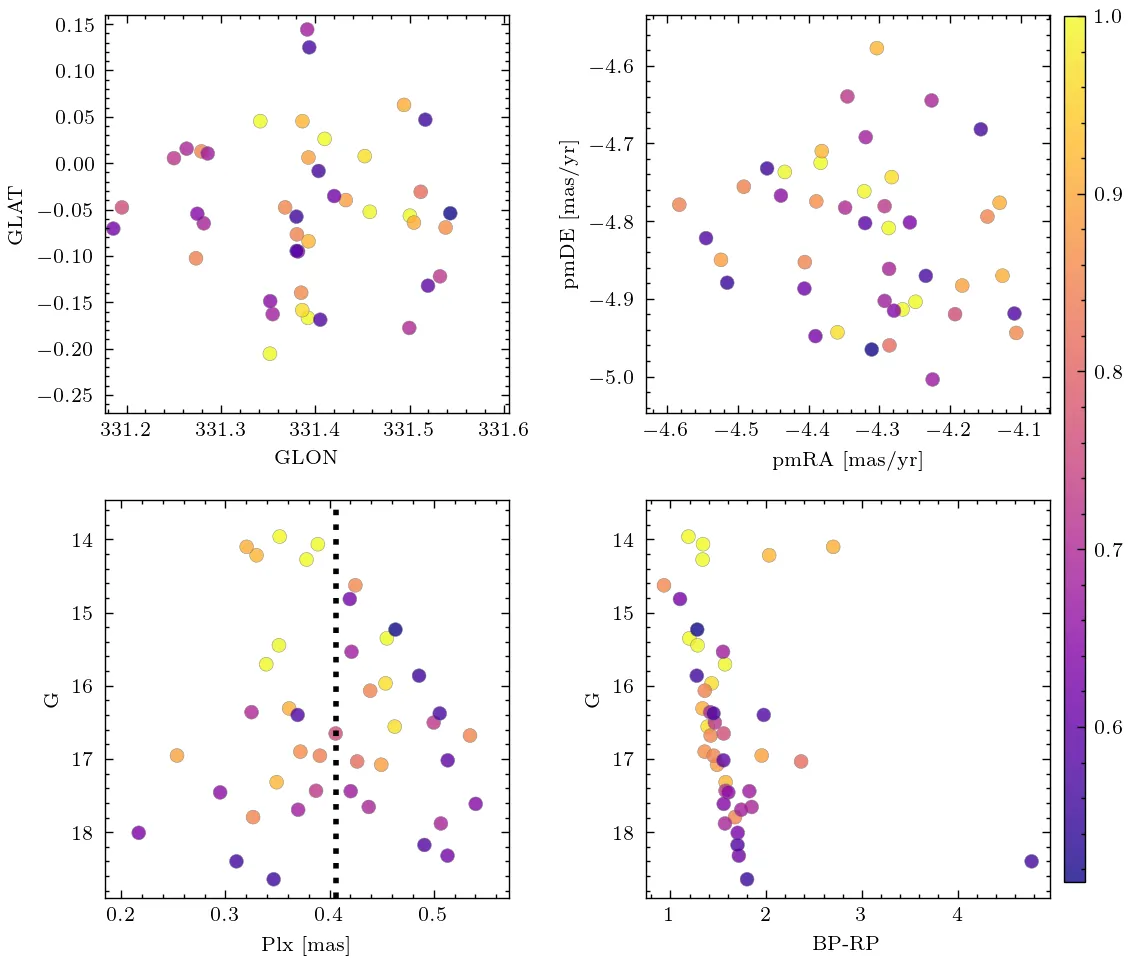 0.15
0.10
0.05
0.00
−0.05
−0.10
−0.15
−0.20
−0.25
GLAT
331.2 331.3 331.4 331.5 331.6
GLON
−4.6
−4.7
−4.8
−4.9
−5.0
pmDE [mas/yr]
−4.6 −4.5 −4.4 −4.3 −4.2 −4.1
pmRA [mas/yr]
1.0
0.9
0.8
0.7
0.6
14
15
16
17
18
G
0.2 0.3 0.4 0.5
Plx [mas]
14
15
16
17
18
G
1 2 3 4
BP-RP